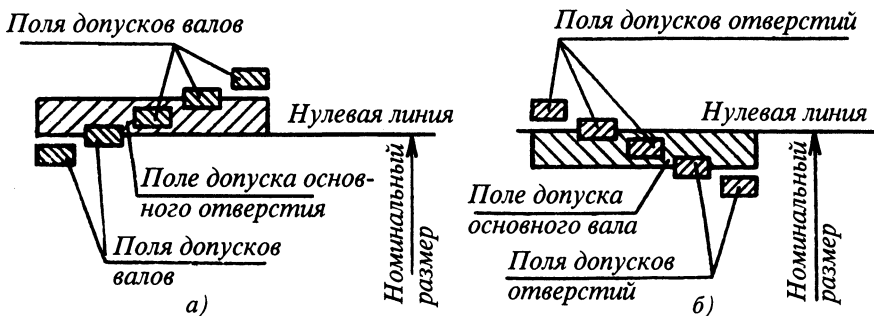 Поля допусков валов
Нулевая линия
Поле допуска основ-
ного отверстия
Поля допусков
валов
Номинальный
размер
а)
Поля допусков отверстий
Нулевая линия
Поле допуска
основного вала
Поля допусков
отверстий
Номинальный
размер
б)